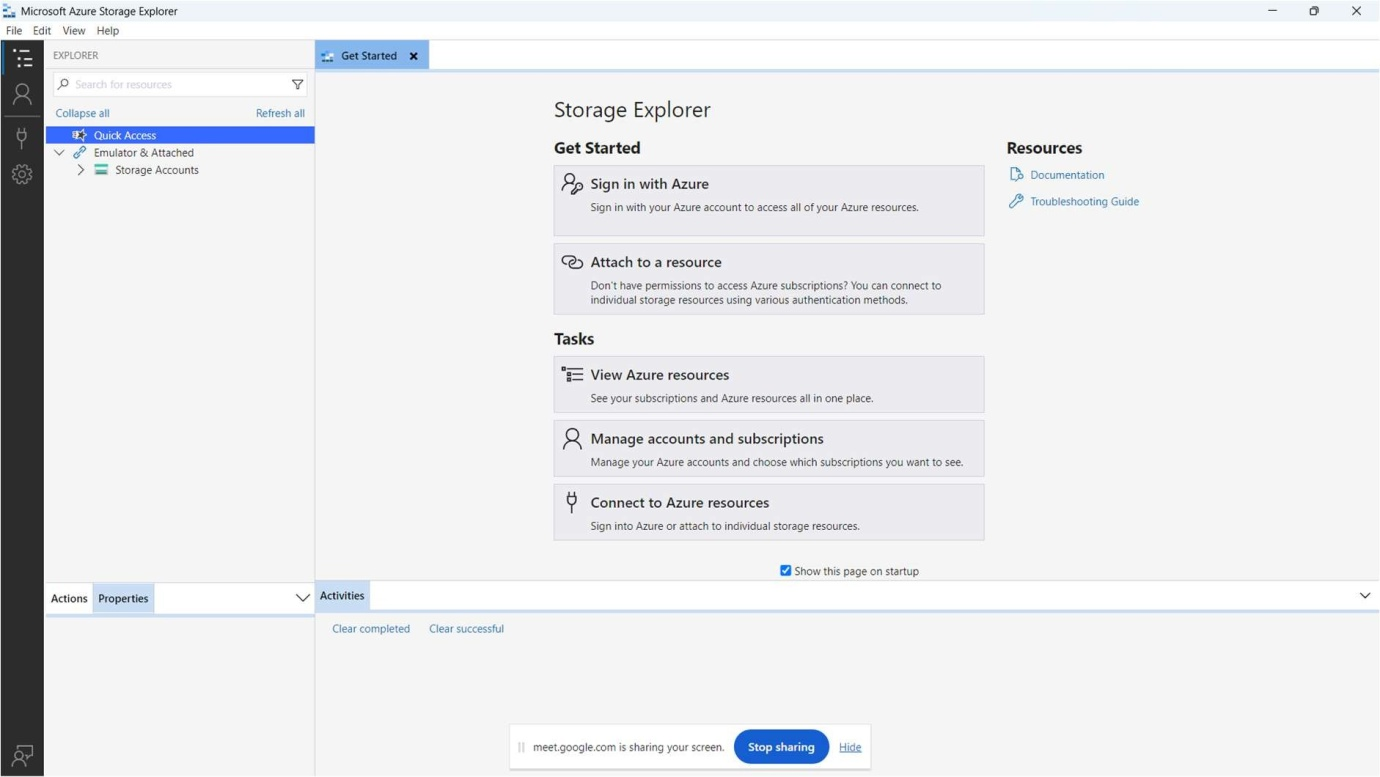 Microsoft Azure Storage Explorer
File Edit View Help
EXPLORER
Search for resources
Collapse all Refresh all
Quick Access
Emulator & Attached
Storage Accounts
Actions Properties
Get Started
Storage Explorer
Get Started
Sign in with Azure
Sign in with your Azure account to access all of your Azure resources.
Attach to a resource
Don't have permissions to access Azure subscriptions? You can connect to
individual storage resources using various authentication methods.
Tasks
View Azure resources
See your subscriptions and Azure resources all in one place.
Manage accounts and subscriptions
Manage your Azure accounts and choose which subscriptions you want to see.
Connect to Azure resources
Sign into Azure or attach to individual storage resources.
Show this page on startup
Resources
Documentation
Troubleshooting Guide
Activities
Clear completed Clear successful
meet.google.com is sharing your screen. Stop sharing Hide